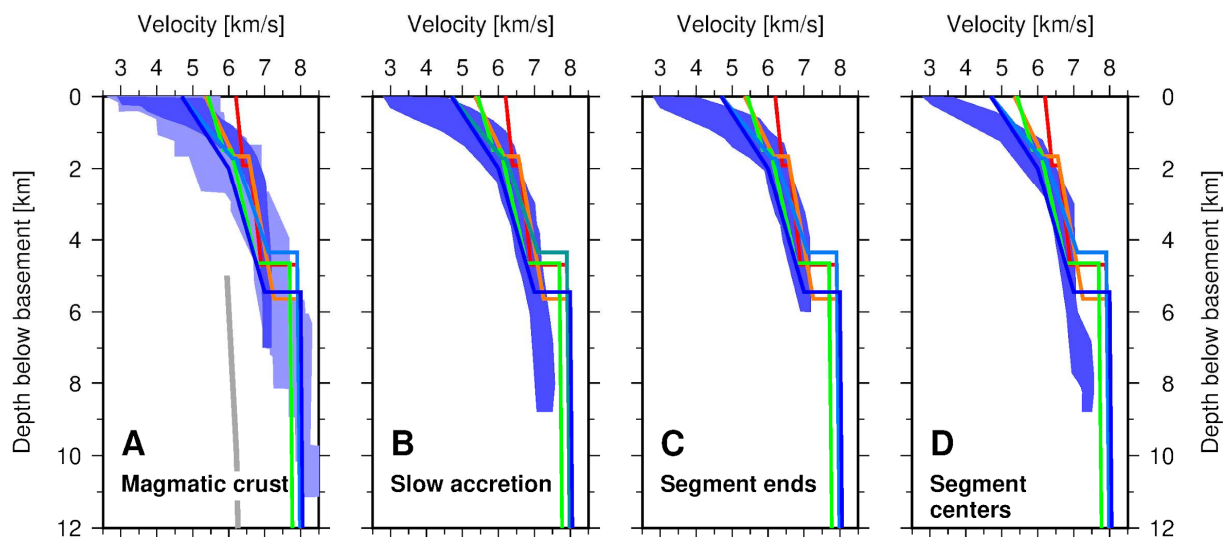 Velocity [km/s] Velocity [km/s] Velocity [km/s] Velocity [km/s]
3 4 5 6 7 8 3 4 5 6 7 8 3 4 5 6 7 8 3 4 5 6 7 8
0 0
2 2
4 4
6 6
8 8
10 10
12 12
Depth below basement [km]
Depth below basement [km]
A
Magmatic crust
B
Slow accretion
C
Segment ends
D
Segment
centers